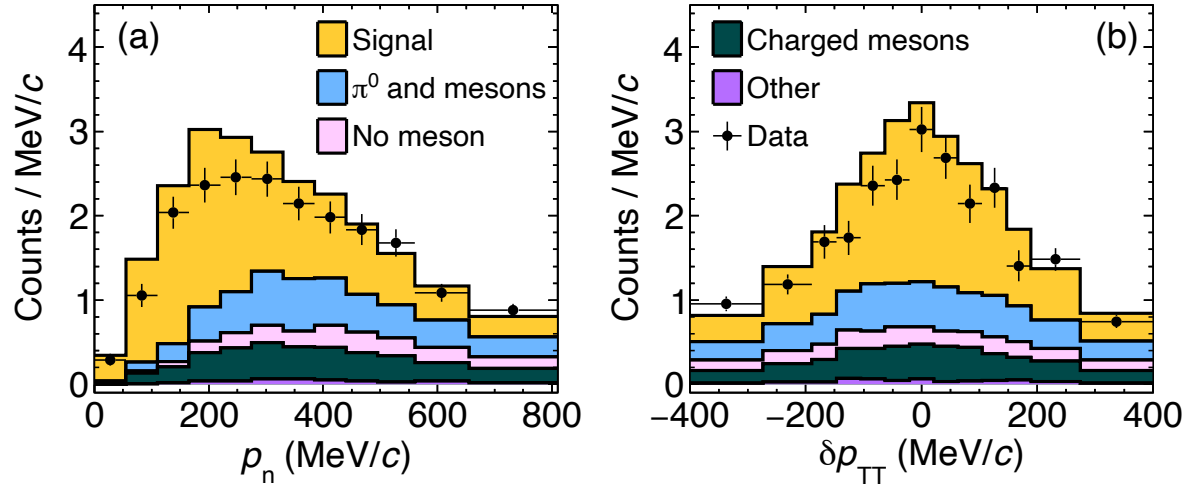 (a)
Signal
π⁰ and mesons
No meson
Counts / MeV/c
4
3
2
1
0
0 200 400 600 800
pₙ (MeV/c)
(b)
Charged mesons
Other
Data
Counts / MeV/c
4
3
2
1
0
−400 −200 0 200 400
δp_TT (MeV/c)